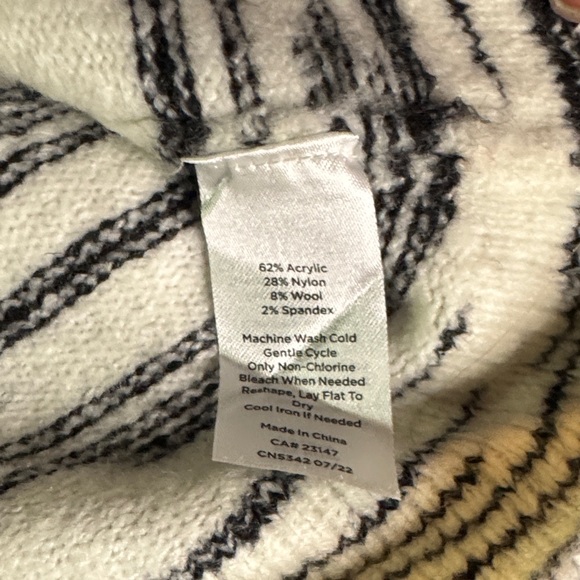 62% Acrylic
28% Nylon
8% Wool
2% Spandex
Machine Wash Cold
Gentle Cycle
Only Non-Chlorine
Bleach When Needed
Reshape, Lay Flat To
Dry
Cool Iron If Needed
Made in China
CA# 23147
CNS342 07/22